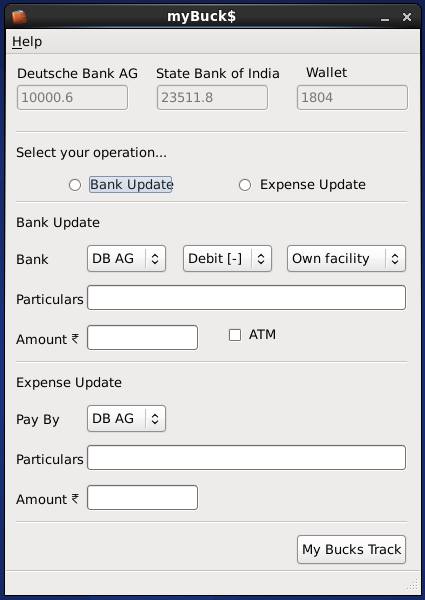 myBuck$
Help
Deutsche Bank AG State Bank of India Wallet
10000.6 23511.8 1804
Select your operation...
Bank Update Expense Update
Bank Update
Bank DB AG Debit [-] Own facility
Particulars
Amount ₹ ATM
Expense Update
Pay By DB AG
Particulars
Amount ₹
My Bucks Track